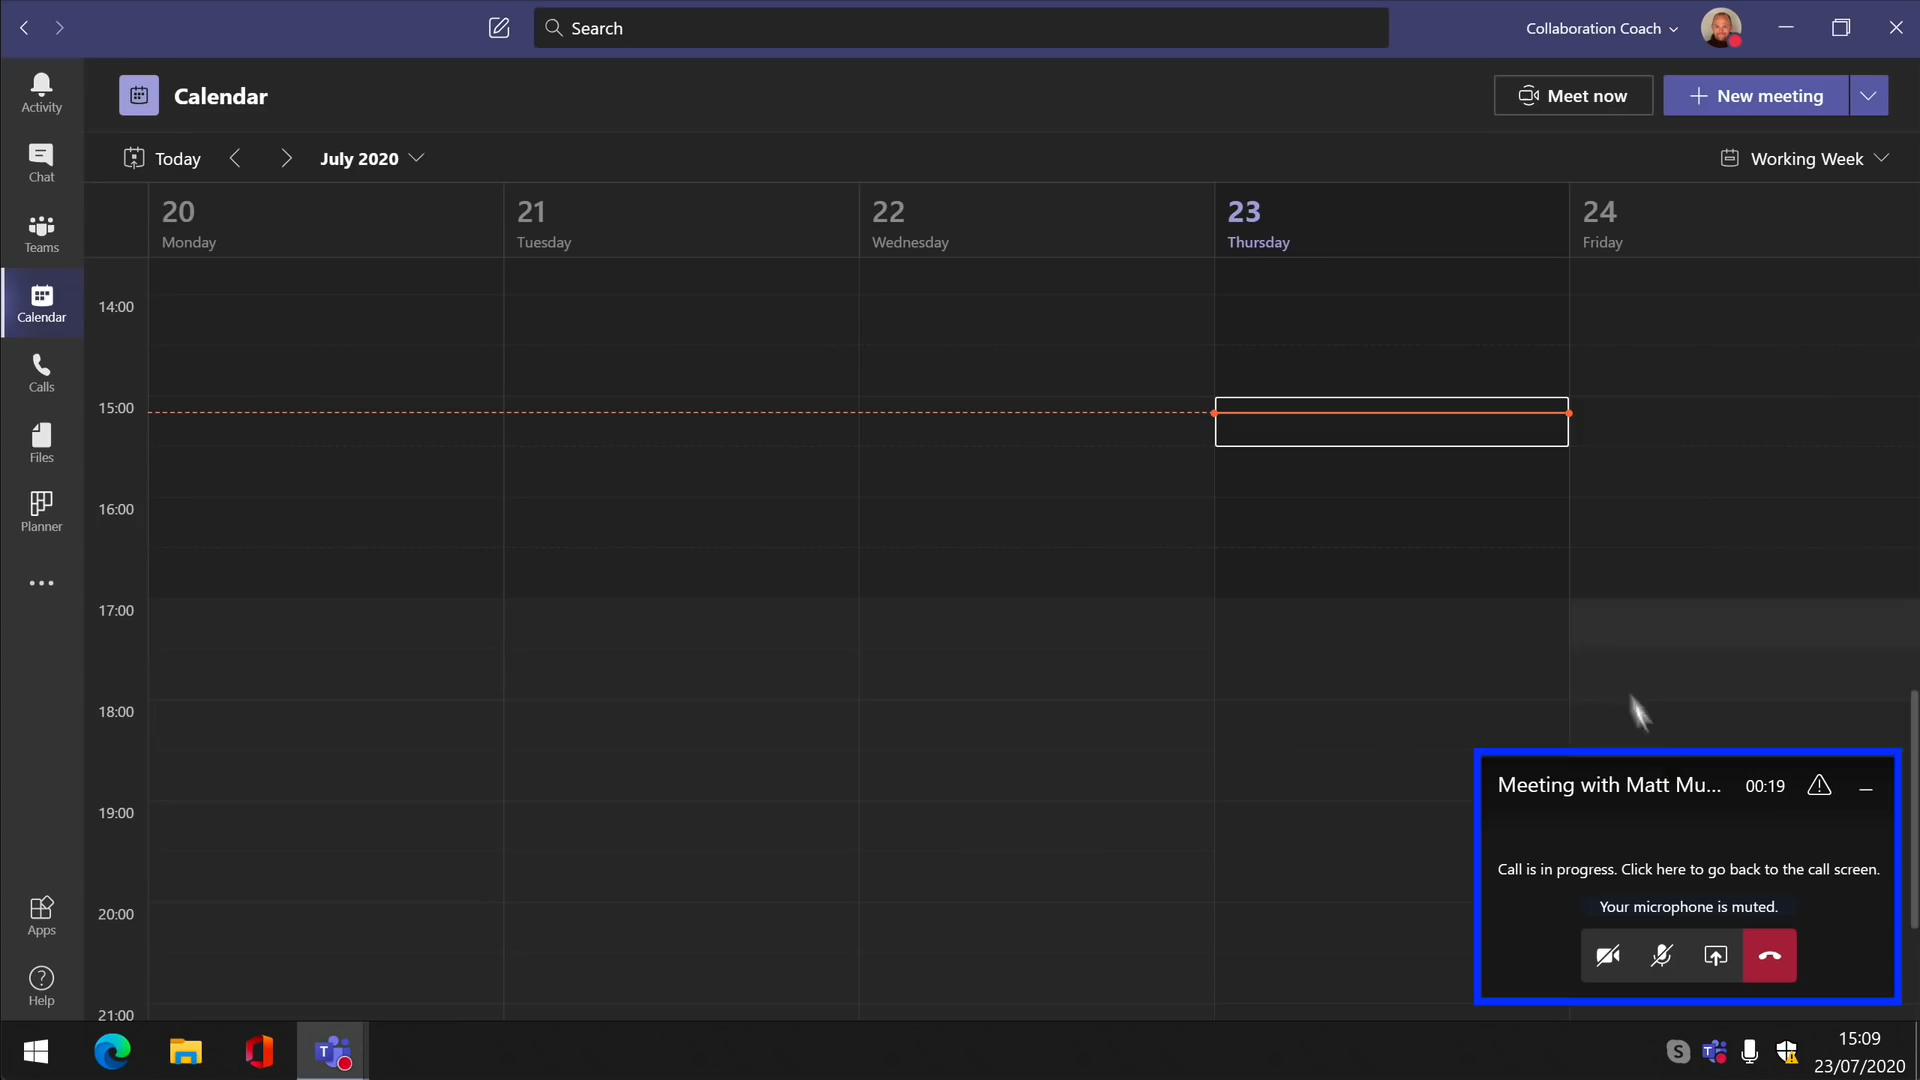 Search
Collaboration Coach
Activity
Calendar
Meet now
New meeting
Chat
Today
July 2020
Working Week
Teams
20
21
22
23
24
Monday
Tuesday
Wednesday
Thursday
Friday
Calendar
14:00
Calls
15:00
Files
16:00
Planner
17:00
18:00
Meeting with Matt Mu...
00:19
19:00
Call is in progress. Click here to go back to the call screen.
Your microphone is muted.
20:00
Apps
Help
21:00
15:09
23/07/2020